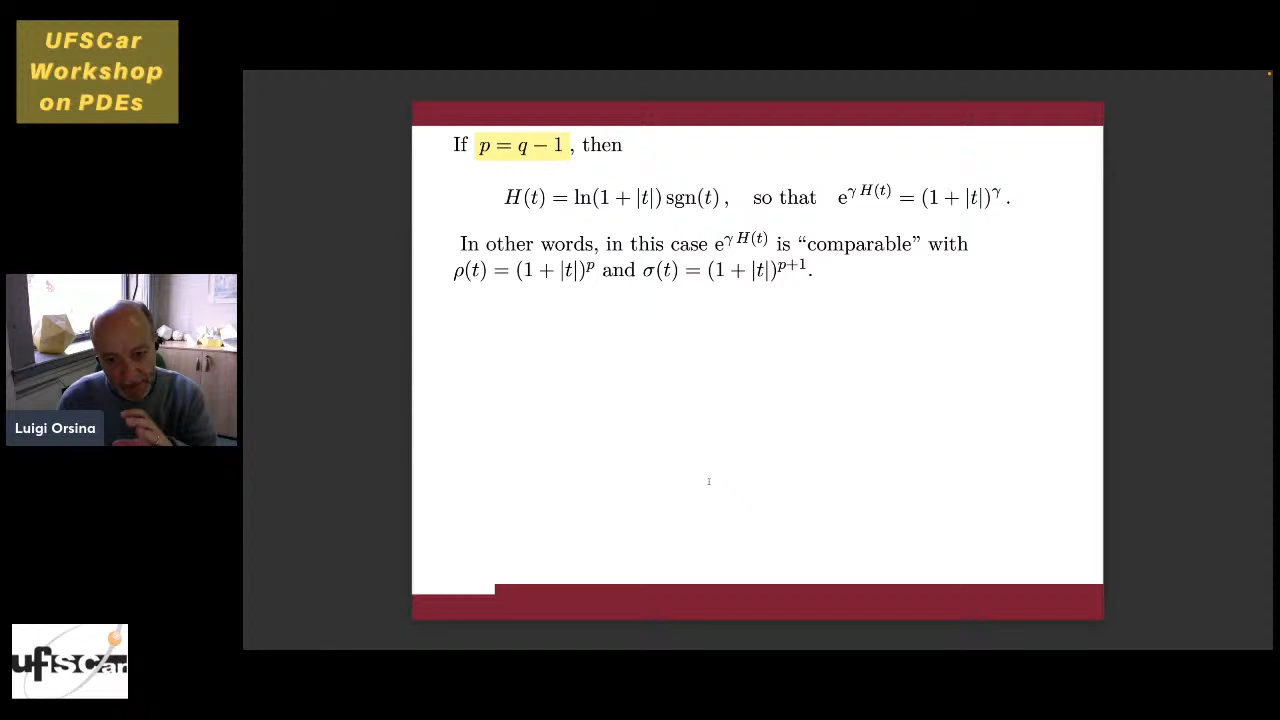 UFSCar
Workshop
on PDEs
If p = q − 1 , then
H(t) = ln(1 + |t|) sgn(t) , so that e^{γ H(t)} = (1 + |t|)^γ .
In other words, in this case e^{γ H(t)} is “comparable” with
ρ(t) = (1 + |t|)^p and σ(t) = (1 + |t|)^{p+1}.
Luigi Orsina
ufscar